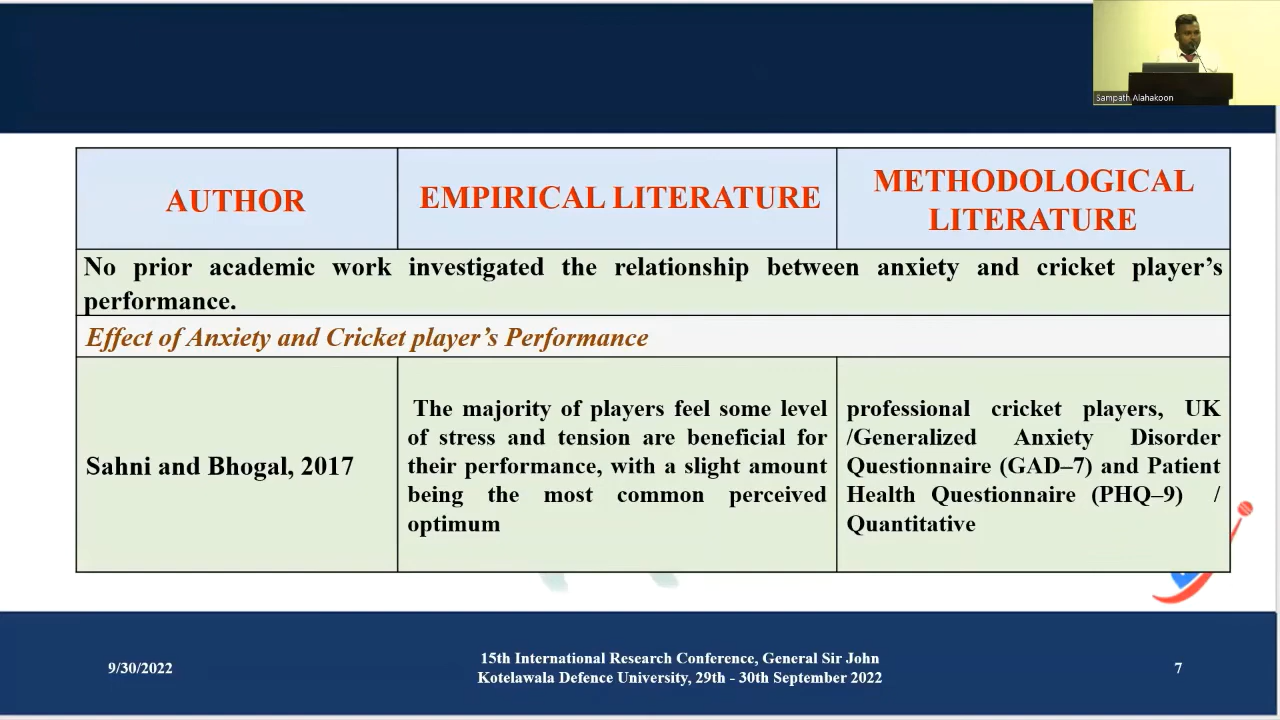 Sampath Alahakoon
AUTHOR
EMPIRICAL LITERATURE
METHODOLOGICAL
LITERATURE
No prior academic work investigated the relationship between anxiety and cricket player’s
performance.
Effect of Anxiety and Cricket player’s Performance
Sahni and Bhogal, 2017
The majority of players feel some level
of stress and tension are beneficial for
their performance, with a slight amount
being the most common perceived
optimum
professional cricket players, UK
/Generalized Anxiety Disorder
Questionnaire (GAD–7) and Patient
Health Questionnaire (PHQ–9) /
Quantitative
9/30/2022
15th International Research Conference, General Sir John
Kotelawala Defence University, 29th - 30th September 2022
7